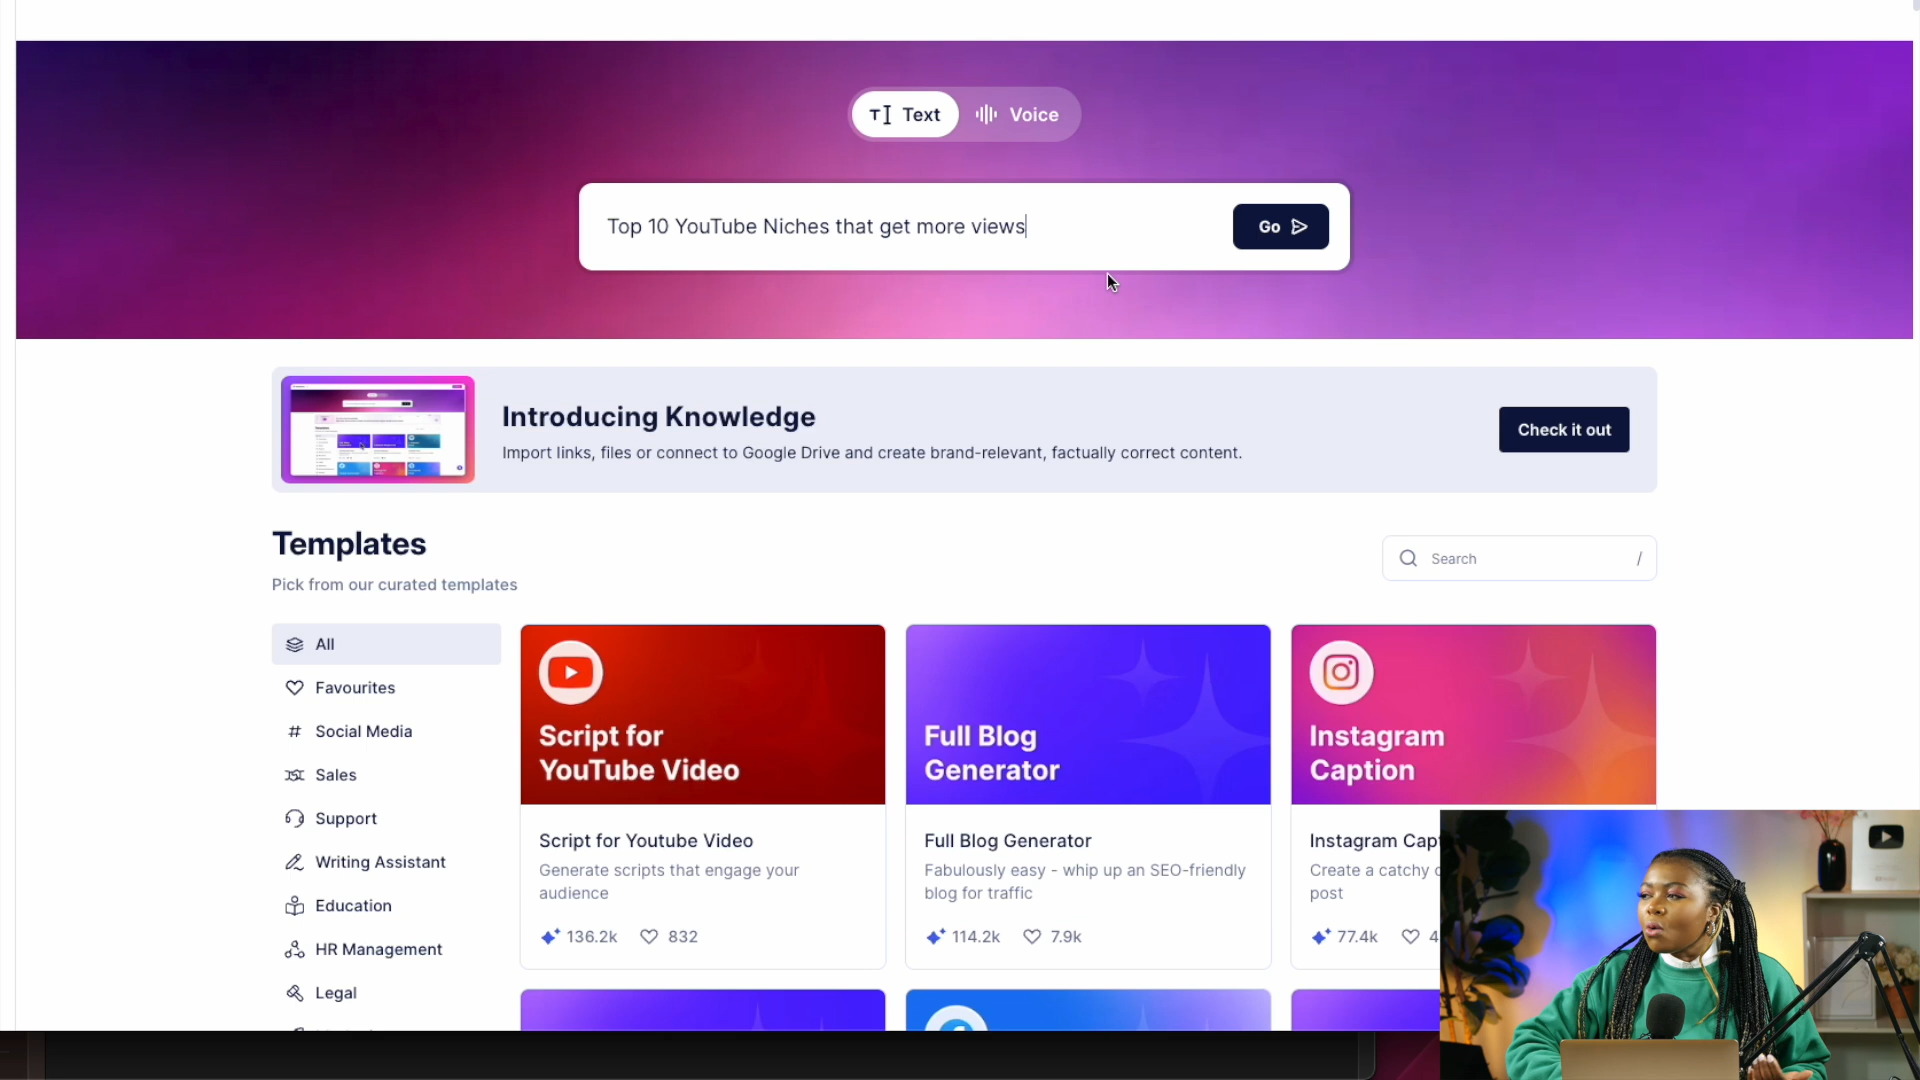 Text
Voice
Top 10 YouTube Niches that get more views
Go
Introducing Knowledge
Import links, files or connect to Google Drive and create brand-relevant, factually correct content.
Check it out
Templates
Pick from our curated templates
Search
/
All
Favourites
Social Media
Sales
Support
Writing Assistant
Education
HR Management
Legal
Script for
YouTube Video
Script for Youtube Video
Generate scripts that engage your
audience
136.2k
832
Full Blog
Generator
Full Blog Generator
Fabulously easy - whip up an SEO-friendly
blog for traffic
114.2k
7.9k
Instagram
Caption
Instagram Cap
Create a catchy
post
77.4k
4